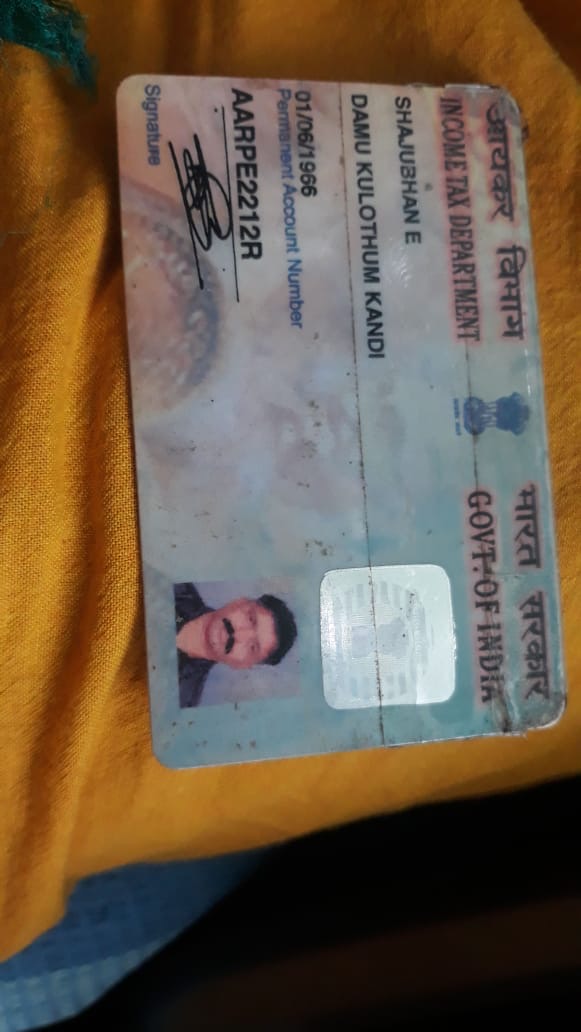 आयकर विभाग
INCOME TAX DEPARTMENT
भारत सरकार
GOVT. OF INDIA
SHAJUBHAN E
DAMU KULOTHUM KANDI
01/06/1966
Permanent Account Number
AARPE2212R
Signature